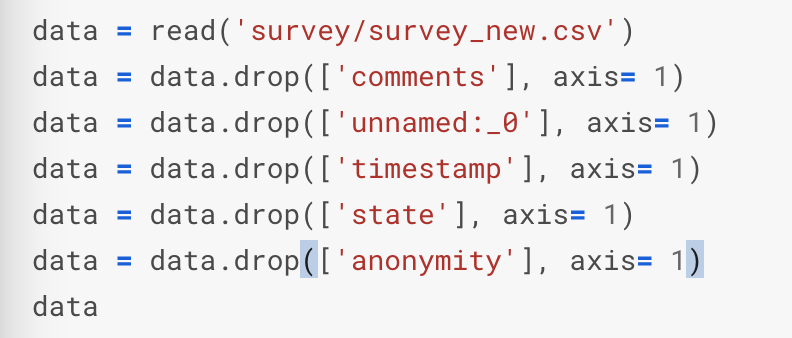 data = read('survey/survey_new.csv')
data = data.drop(['comments'], axis= 1)
data = data.drop(['unnamed:_0'], axis= 1)
data = data.drop(['timestamp'], axis= 1)
data = data.drop(['state'], axis= 1)
data = data.drop(['anonymity'], axis= 1)
data